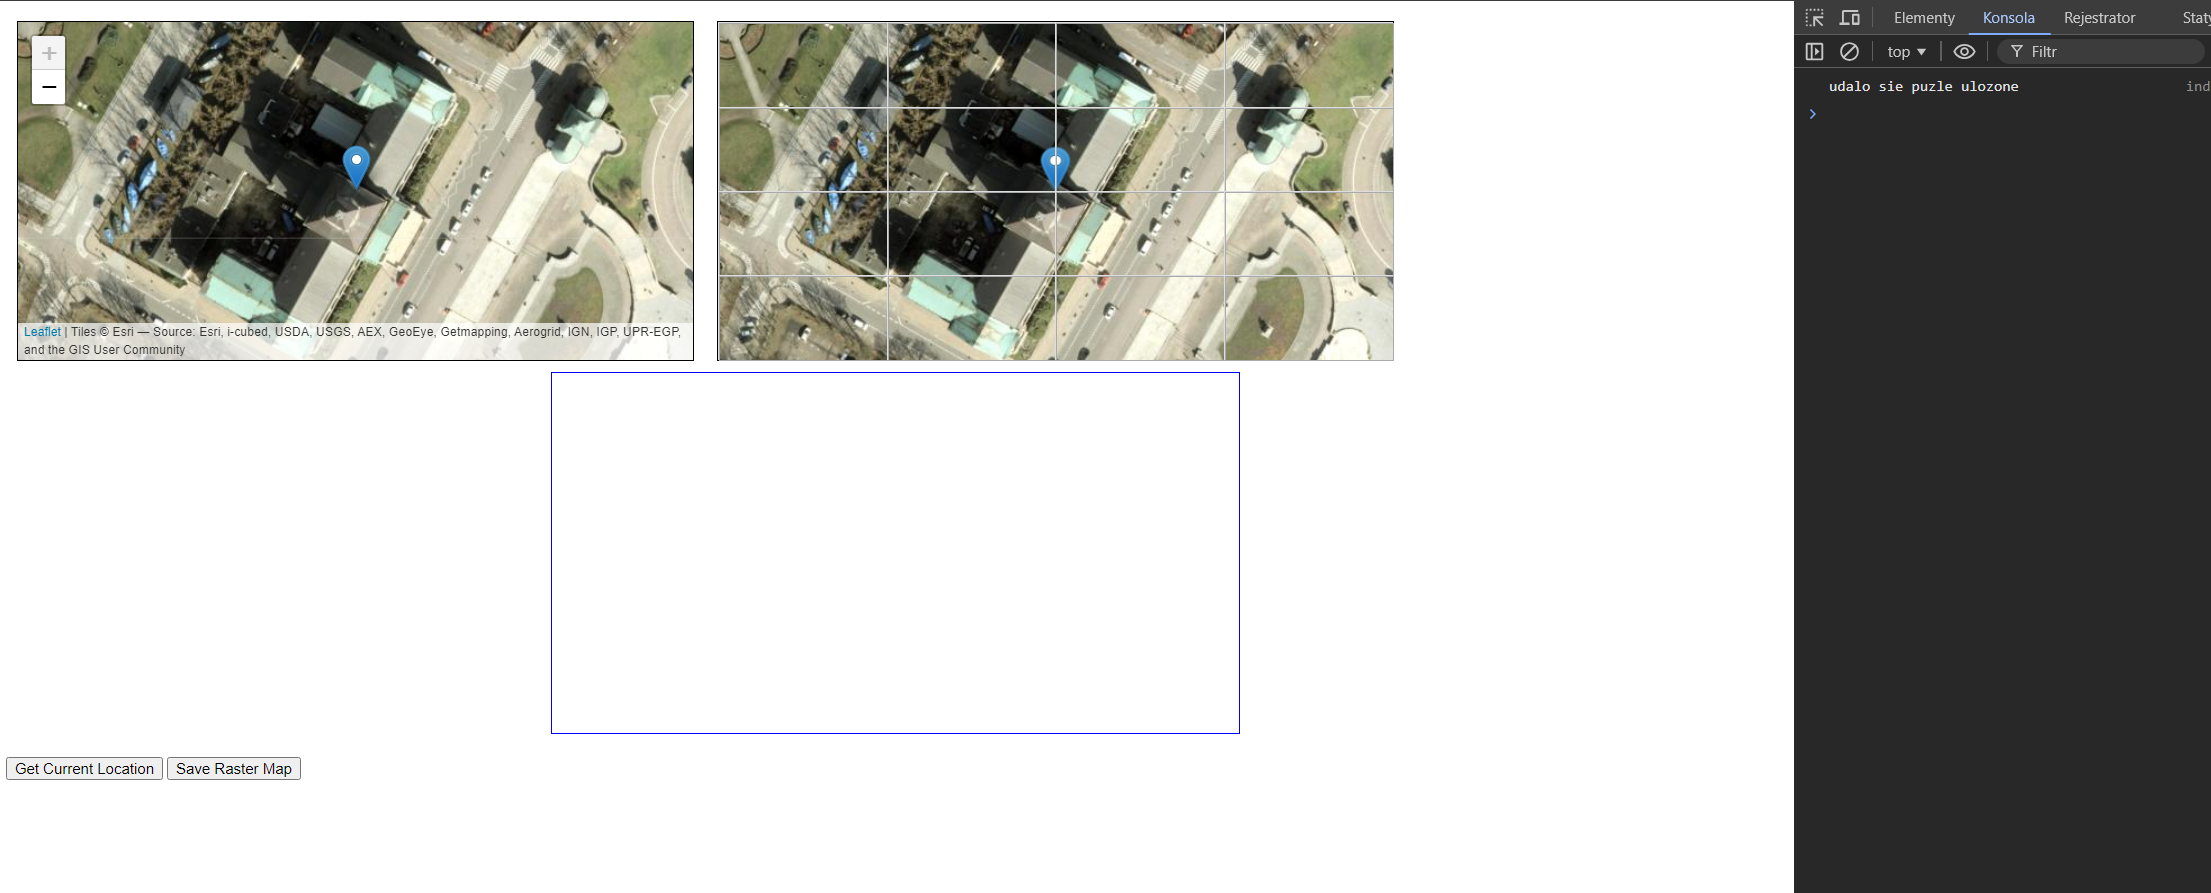 +
−
Leaflet | Tiles © Esri — Source: Esri, i-cubed, USDA, USGS, AEX, GeoEye, Getmapping, Aerogrid, IGN, IGP, UPR-EGP,
and the GIS User Community
Get Current Location Save Raster Map
Elementy Konsola Rejestrator Staty
top Filtr
udalo sie puzle ulozone ind